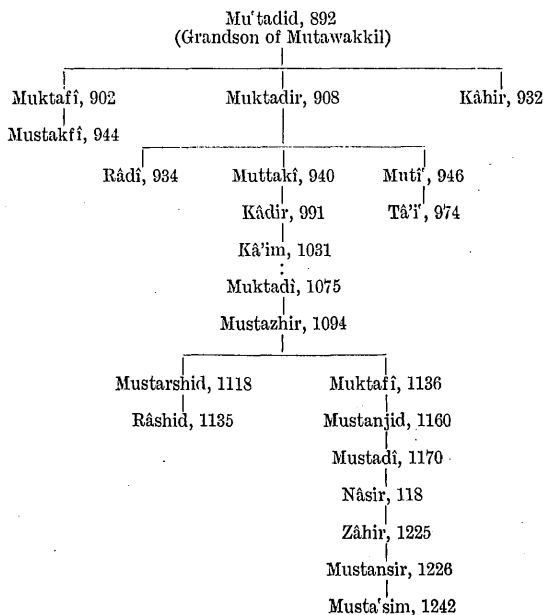 Mu‘tadid, 892
(Grandson of Mutawakkil)
Muktafî, 902 Muktadir, 908 Kâhir, 932
Mustakfî, 944
Râdî, 934 Muttakî, 940 Mutî‘, 946
Kâdir, 991 Tâ’i‘, 974
Kâ’im, 1031
Muktadî, 1075
Mustazhir, 1094
Mustarshid, 1118 Muktafî, 1136
Râshid, 1135 Mustanjid, 1160
Mustadî, 1170
Nâsir, 118
Zâhir, 1225
Mustansir, 1226
Musta‘sim, 1242